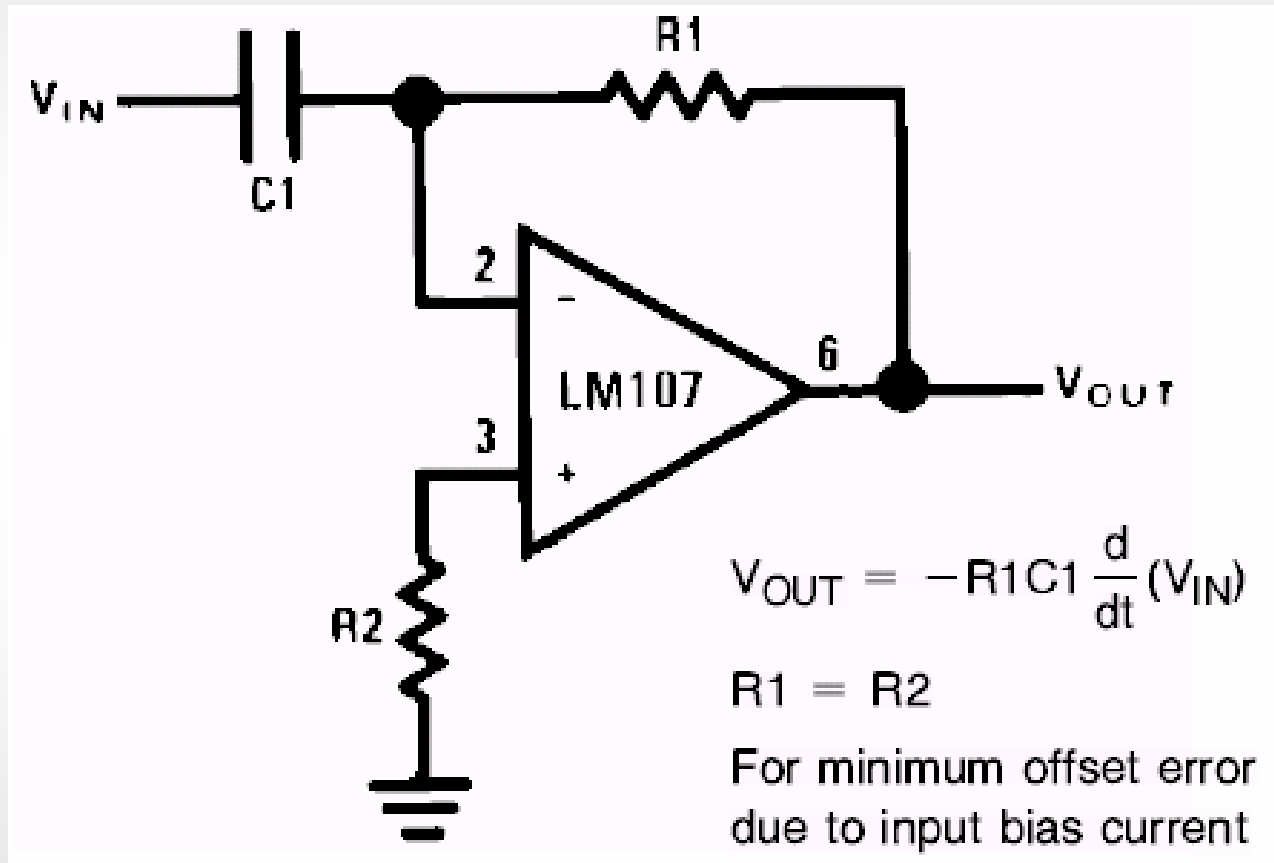 R1
VIN
C1
2
-
LM107
6
VOUT
3
+
R2
VOUT = −R1C1 d/dt (VIN)
R1 = R2
For minimum offset error
due to input bias current